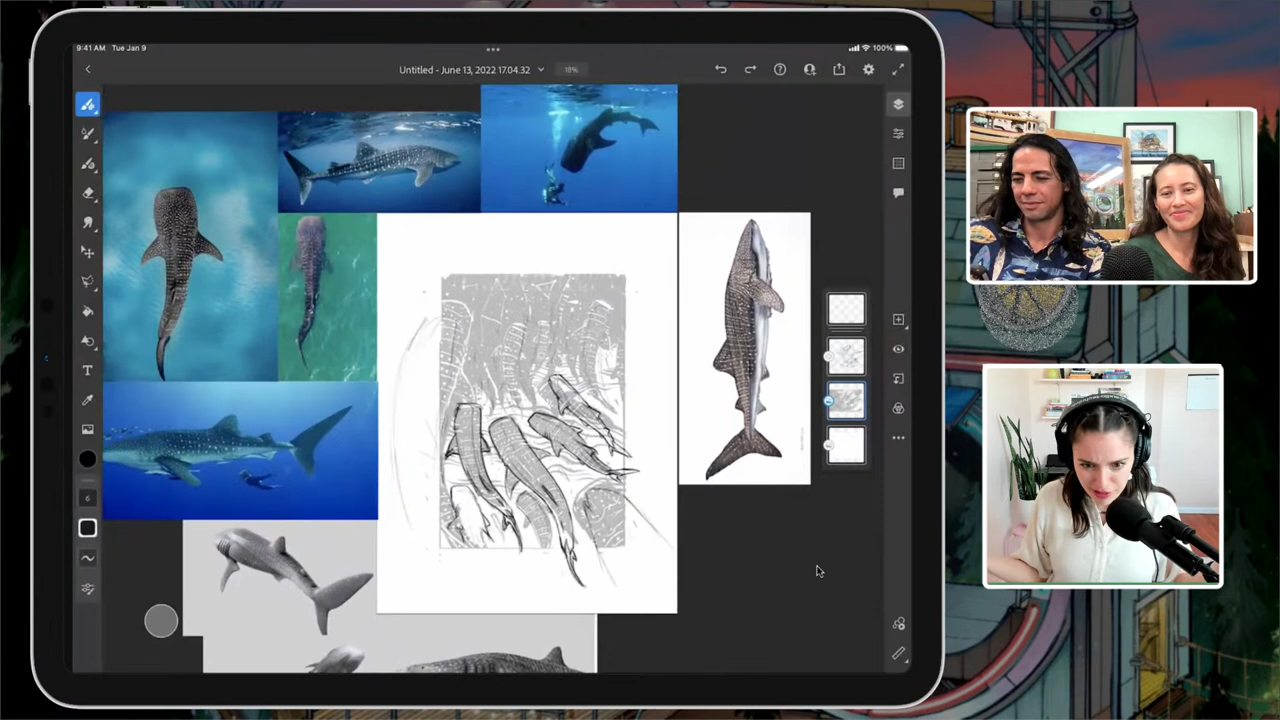 9:41 AM Tue Jan 9
100%
Untitled - June 13, 2022 17.04.32
18%
T
6